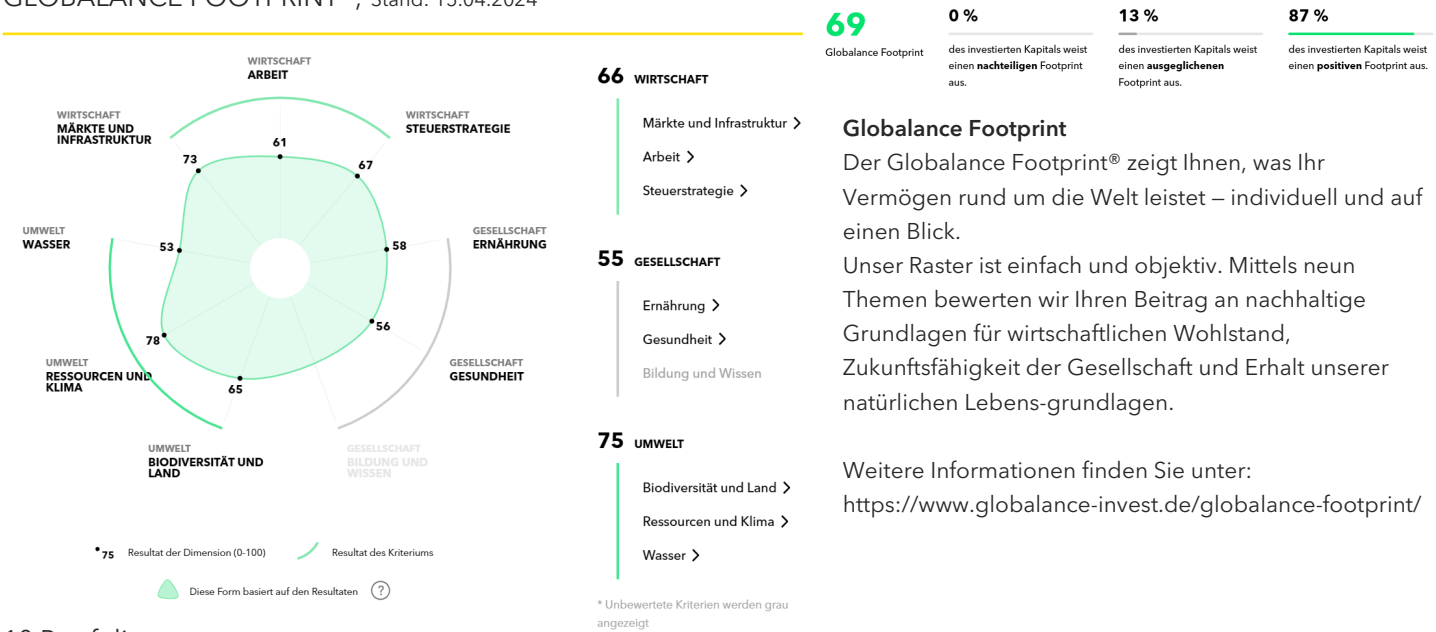 GLOBALANCE FOOTPRINT®, Stand: 15.04.2024
WIRTSCHAFT
ARBEIT
WIRTSCHAFT
MÄRKTE UND
INFRASTRUKTUR
WIRTSCHAFT
STEUERSTRATEGIE
61
73
67
UMWELT
WASSER
GESELLSCHAFT
ERNÄHRUNG
53
58
78
56
UMWELT
RESSOURCEN UND
KLIMA
GESELLSCHAFT
GESUNDHEIT
65
UMWELT
BIODIVERSITÄT UND
LAND
GESELLSCHAFT
BILDUNG UND
WISSEN
75 Resultat der Dimension (0-100) Resultat des Kriteriums
Diese Form basiert auf den Resultaten ?
66 WIRTSCHAFT
Märkte und Infrastruktur >
Arbeit >
Steuerstrategie >
55 GESELLSCHAFT
Ernährung >
Gesundheit >
Bildung und Wissen
75 UMWELT
Biodiversität und Land >
Ressourcen und Klima >
Wasser >
* Unbewertete Kriterien werden grau
angezeigt
69
Globalance Footprint
0 %
des investierten Kapitals weist
einen nachteiligen Footprint
aus.
13 %
des investierten Kapitals weist
einen ausgeglichenen
Footprint aus.
87 %
des investierten Kapitals weist
einen positiven Footprint aus.
Globalance Footprint
Der Globalance Footprint® zeigt Ihnen, was Ihr
Vermögen rund um die Welt leistet – individuell und auf
einen Blick.
Unser Raster ist einfach und objektiv. Mittels neun
Themen bewerten wir Ihren Beitrag an nachhaltige
Grundlagen für wirtschaftlichen Wohlstand,
Zukunftsfähigkeit der Gesellschaft und Erhalt unserer
natürlichen Lebens-grundlagen.
Weitere Informationen finden Sie unter:
https://www.globalance-invest.de/globalance-footprint/